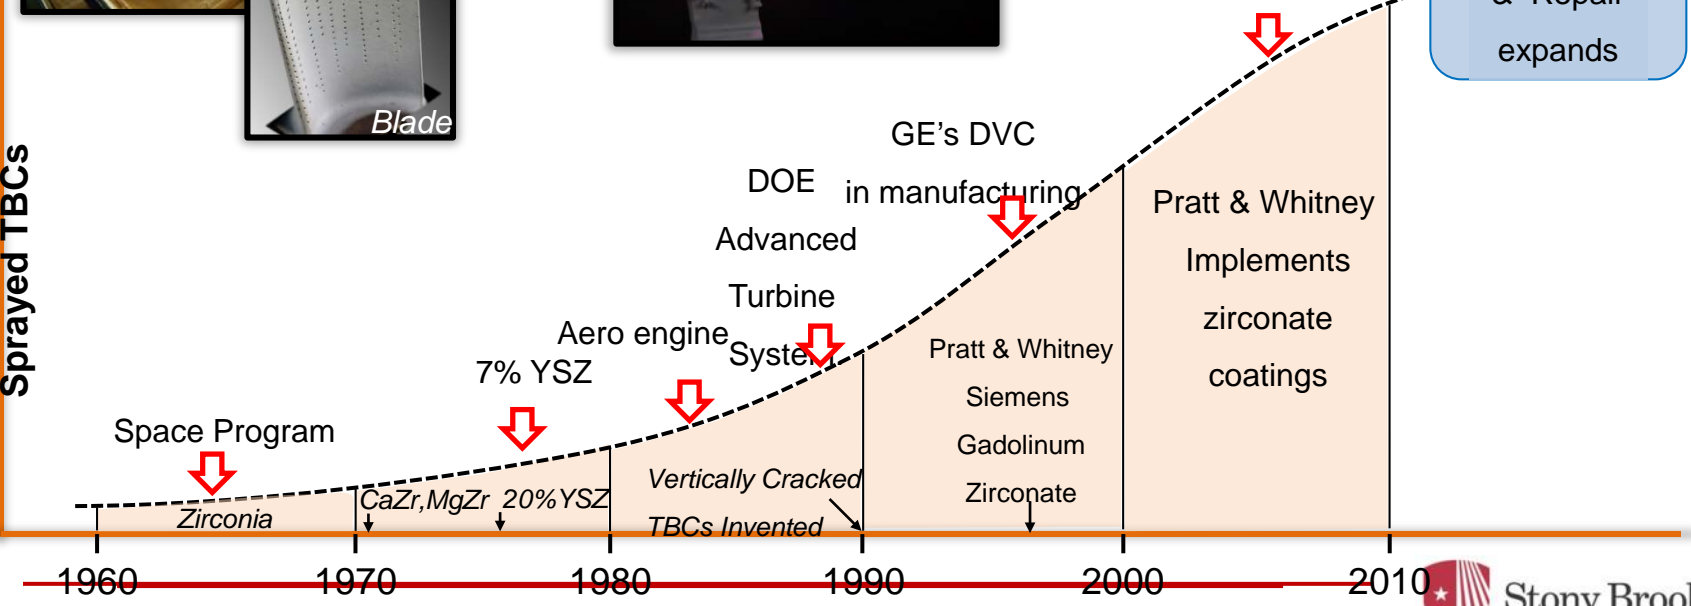 & Repair
expands
Blade
Sprayed TBCs
GE's DVC
in manufacturing
DOE
Advanced
Turbine
System
Aero engine
7% YSZ
Space Program
Pratt & Whitney
Implements
zirconate
coatings
Pratt & Whitney
Siemens
Gadolinum
Zirconate
Vertically Cracked
TBCs Invented
CaZr,MgZr 20%YSZ
Zirconia
1960 1970 1980 1990 2000 2010
Stony Brook